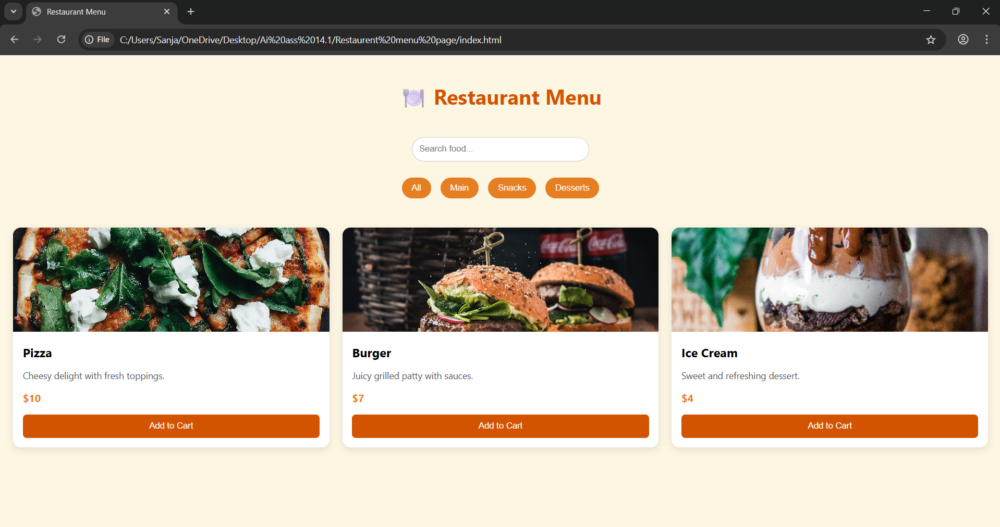 Restaurant Menu
File C:/Users/Sanja/OneDrive/Desktop/Ai%20ass%2014.1/Restaurent%20menu%20page/index.html
🍽️ Restaurant Menu
Search food...
All Main Snacks Desserts
Coca-Cola Coca-Cola
Pizza
Cheesy delight with fresh toppings.
$10
Add to Cart
Burger
Juicy grilled patty with sauces.
$7
Add to Cart
Ice Cream
Sweet and refreshing dessert.
$4
Add to Cart